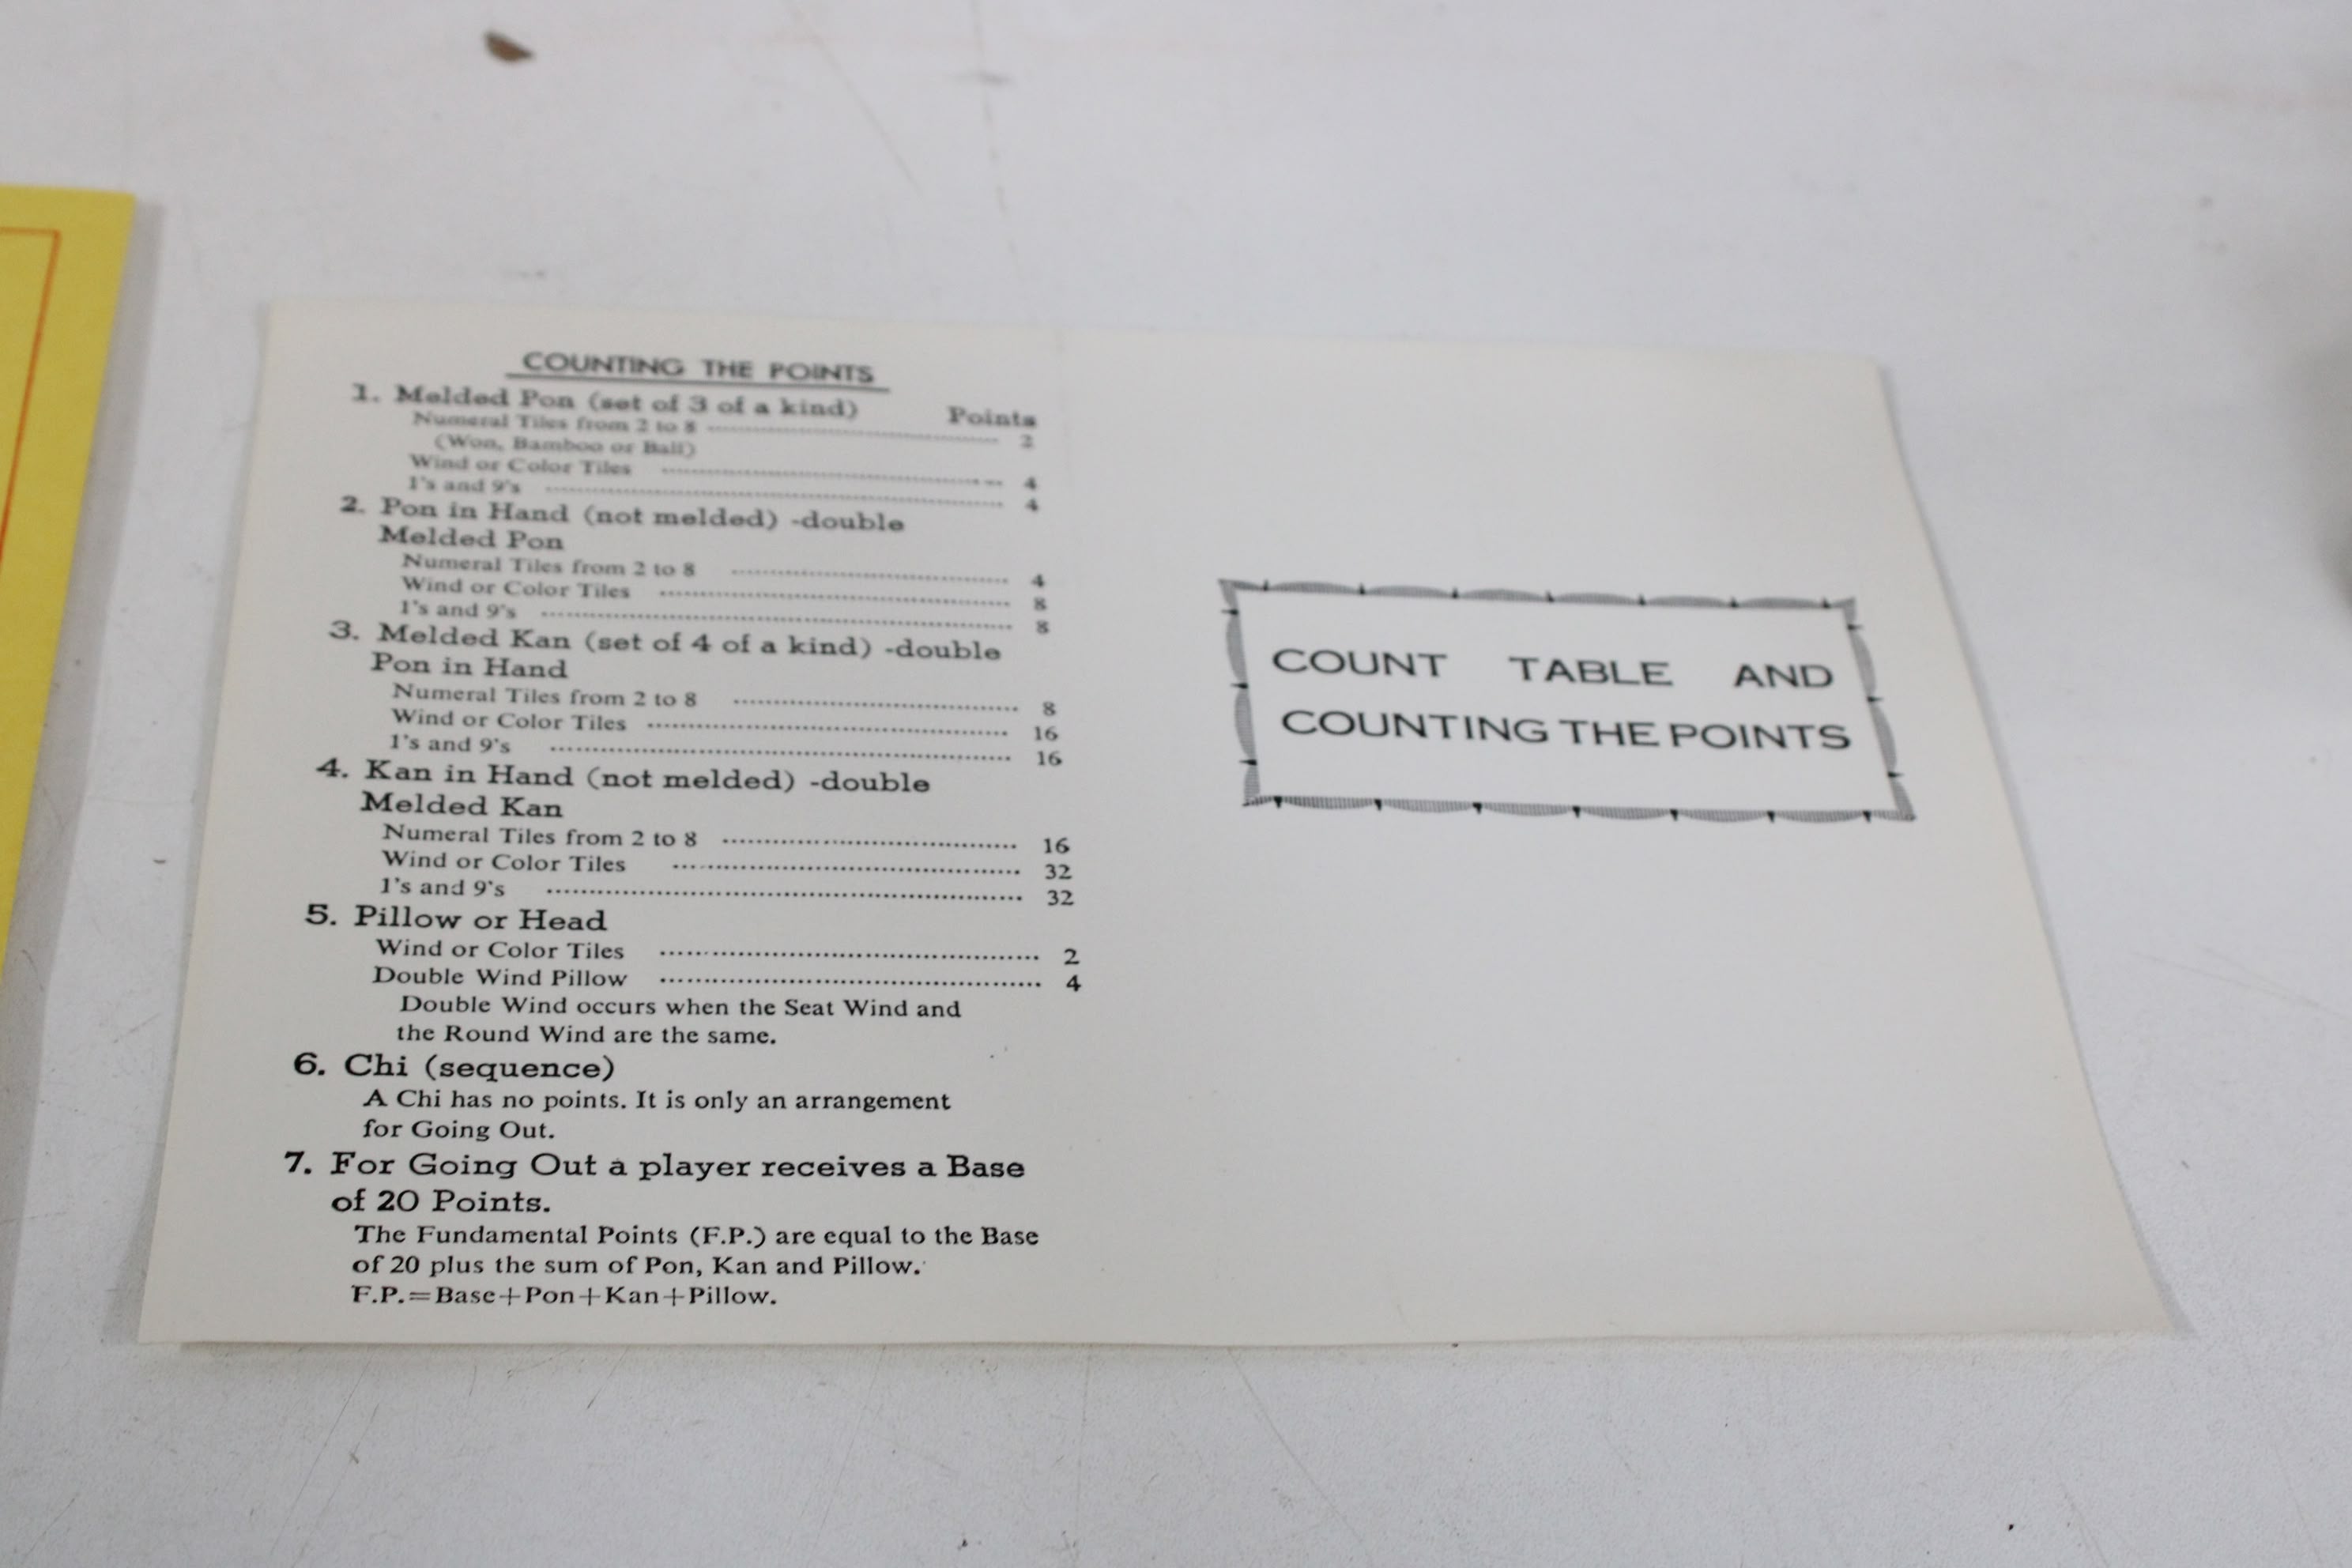 COUNTING THE POINTS
1. Melded Pon (set of 3 of a kind) Points
Numeral Tiles from 2 to 8 2
(Won, Bamboo or Ball)
Wind or Color Tiles 4
1's and 9's 4
2. Pon in Hand (not melded) -double
Melded Pon
Numeral Tiles from 2 to 8 4
Wind or Color Tiles 8
1's and 9's 8
3. Melded Kan (set of 4 of a kind) -double
Pon in Hand
Numeral Tiles from 2 to 8 8
Wind or Color Tiles 16
1's and 9's 16
4. Kan in Hand (not melded) -double
Melded Kan
Numeral Tiles from 2 to 8 16
Wind or Color Tiles 32
1's and 9's 32
5. Pillow or Head
Wind or Color Tiles 2
Double Wind Pillow 4
Double Wind occurs when the Seat Wind and
the Round Wind are the same.
6. Chi (sequence)
A Chi has no points. It is only an arrangement
for Going Out.
7. For Going Out a player receives a Base
of 20 Points.
The Fundamental Points (F.P.) are equal to the Base
of 20 plus the sum of Pon, Kan and Pillow.
F.P.=Base+Pon+Kan+Pillow.
COUNT TABLE AND
COUNTING THE POINTS